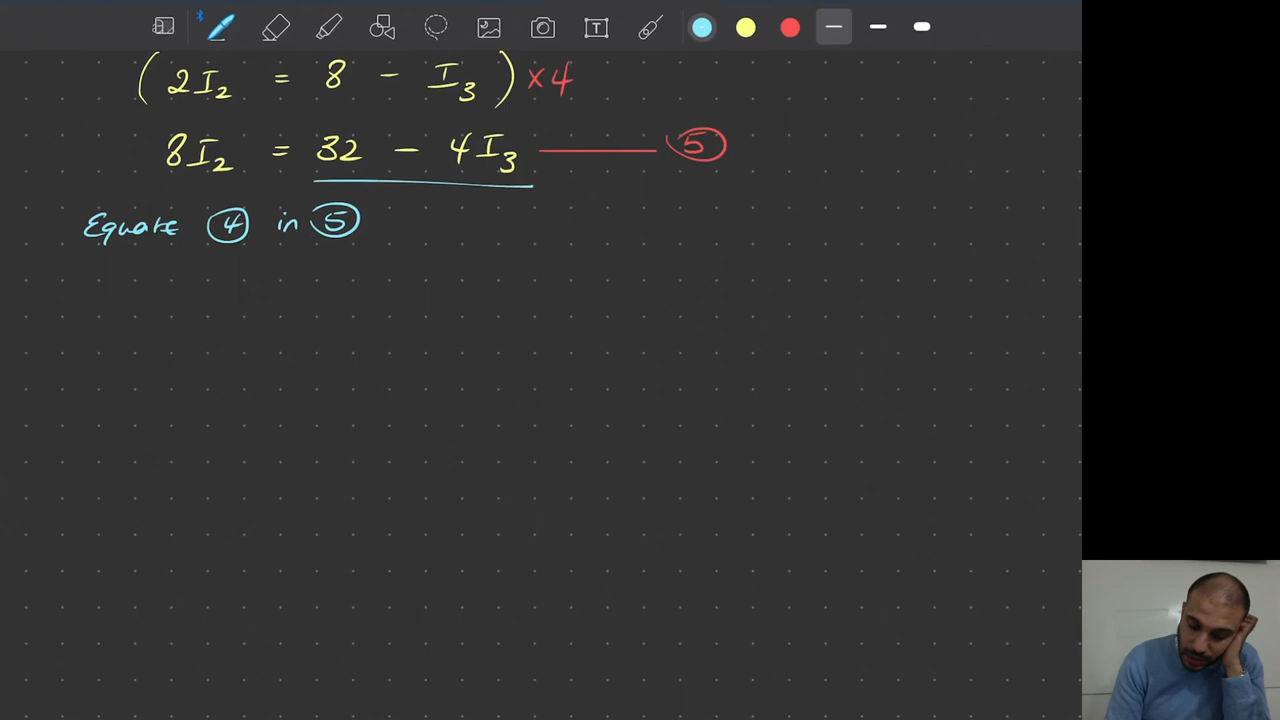 (2I₂ = 8 - I₃) ×4
8I₂ = 32 - 4I₃ ——— ⑤
Equate ④ in ⑤